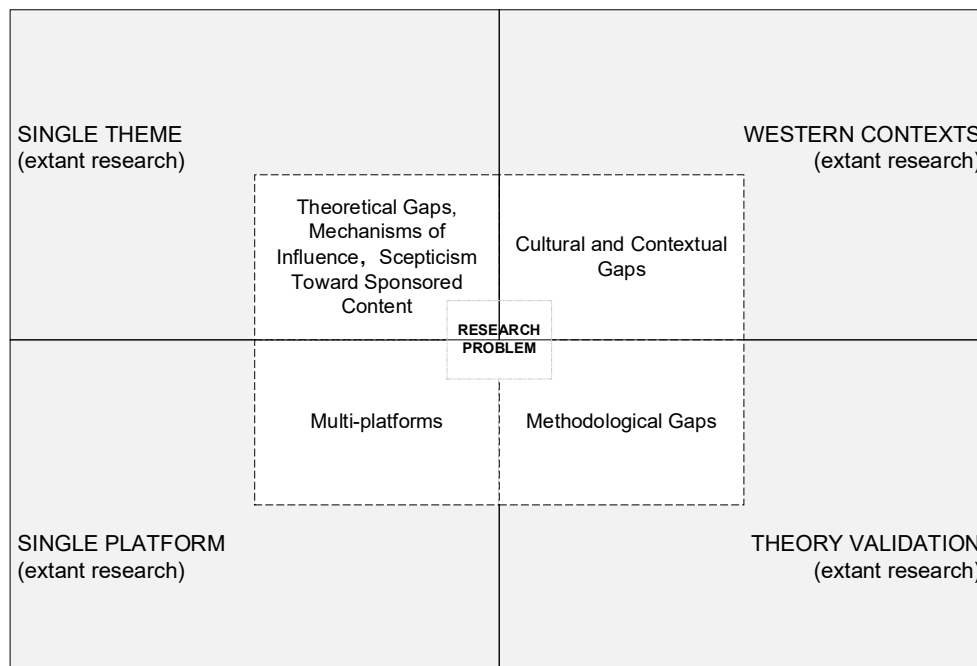 SINGLE THEME
(extant research)
WESTERN CONTEXTS
(extant research)
Theoretical Gaps,
Mechanisms of
Influence，Scepticism
Toward Sponsored
Content
Cultural and Contextual
Gaps
RESEARCH
PROBLEM
Multi-platforms
Methodological Gaps
SINGLE PLATFORM
(extant research)
THEORY VALIDATION
(extant research)